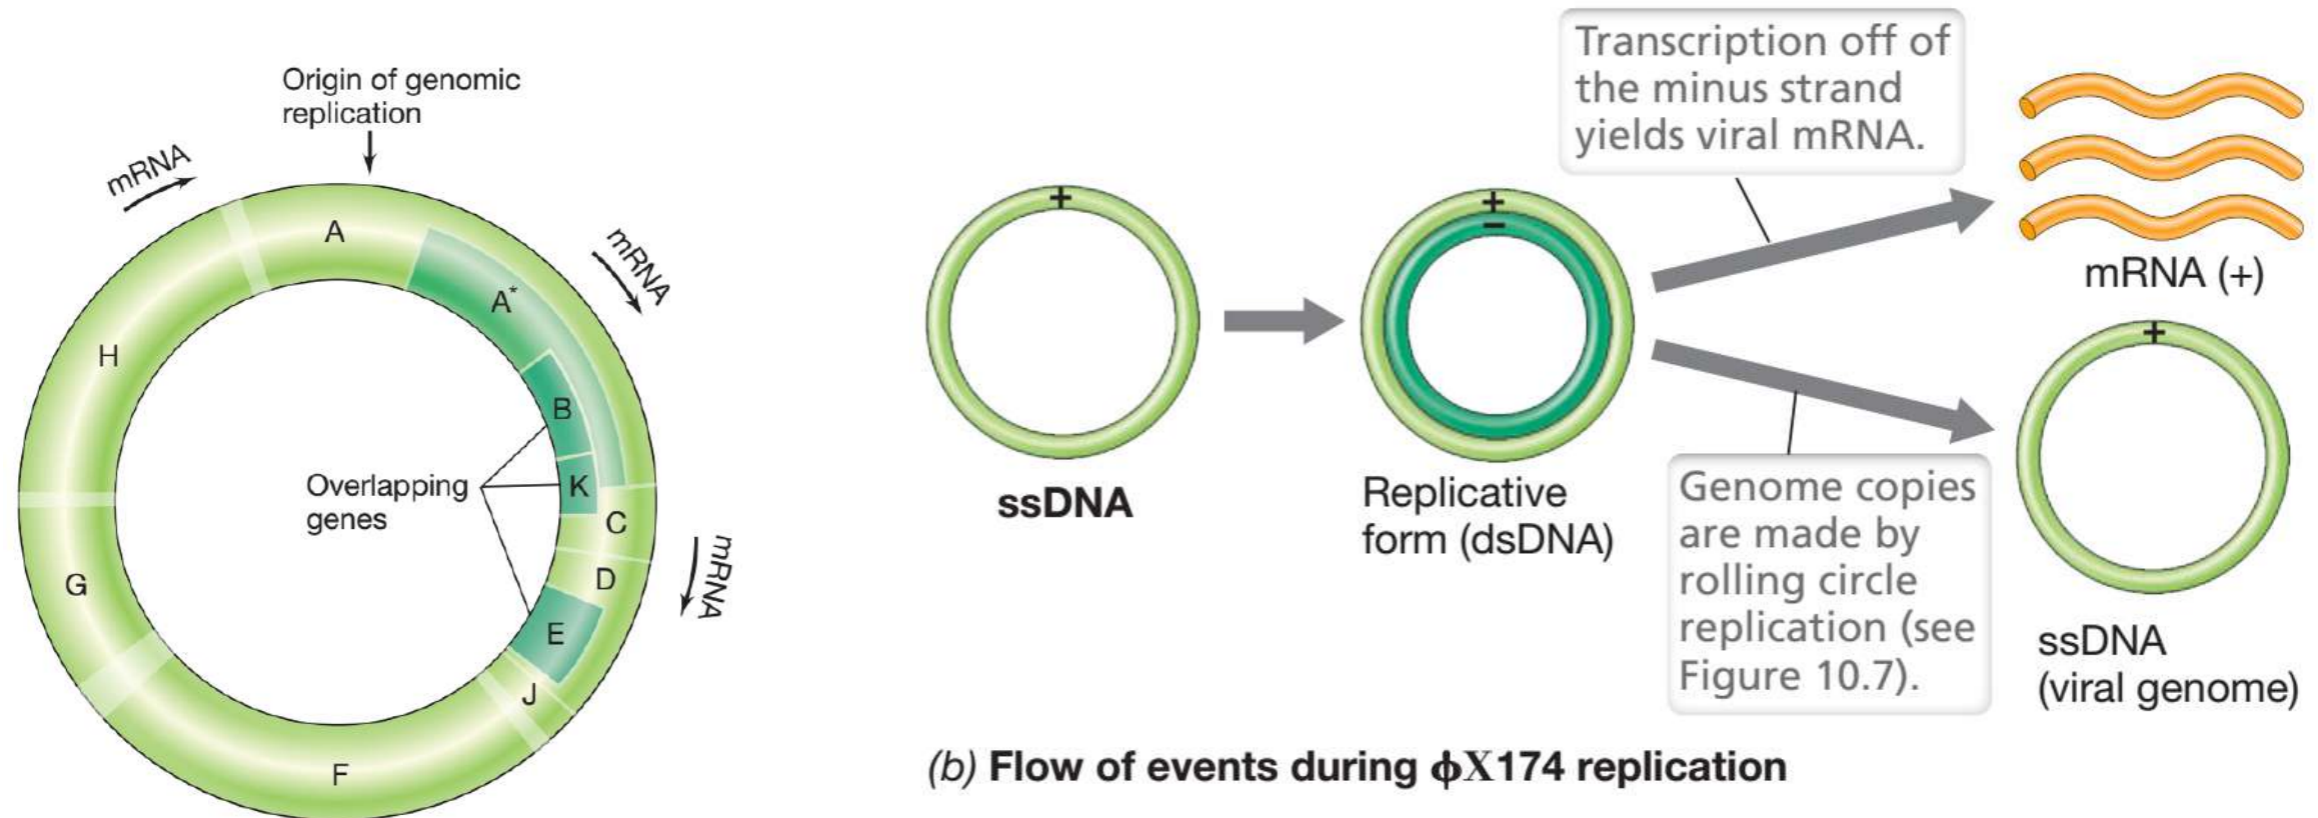 Origin of genomic
replication
mRNA
mRNA
mRNA
A
A*
B
K
C
D
E
J
F
G
H
Overlapping
genes
+
ssDNA
+
–
Replicative
form (dsDNA)
Transcription off of
the minus strand
yields viral mRNA.
mRNA (+)
Genome copies
are made by
rolling circle
replication (see
Figure 10.7).
+
ssDNA
(viral genome)
(b) Flow of events during ϕX174 replication